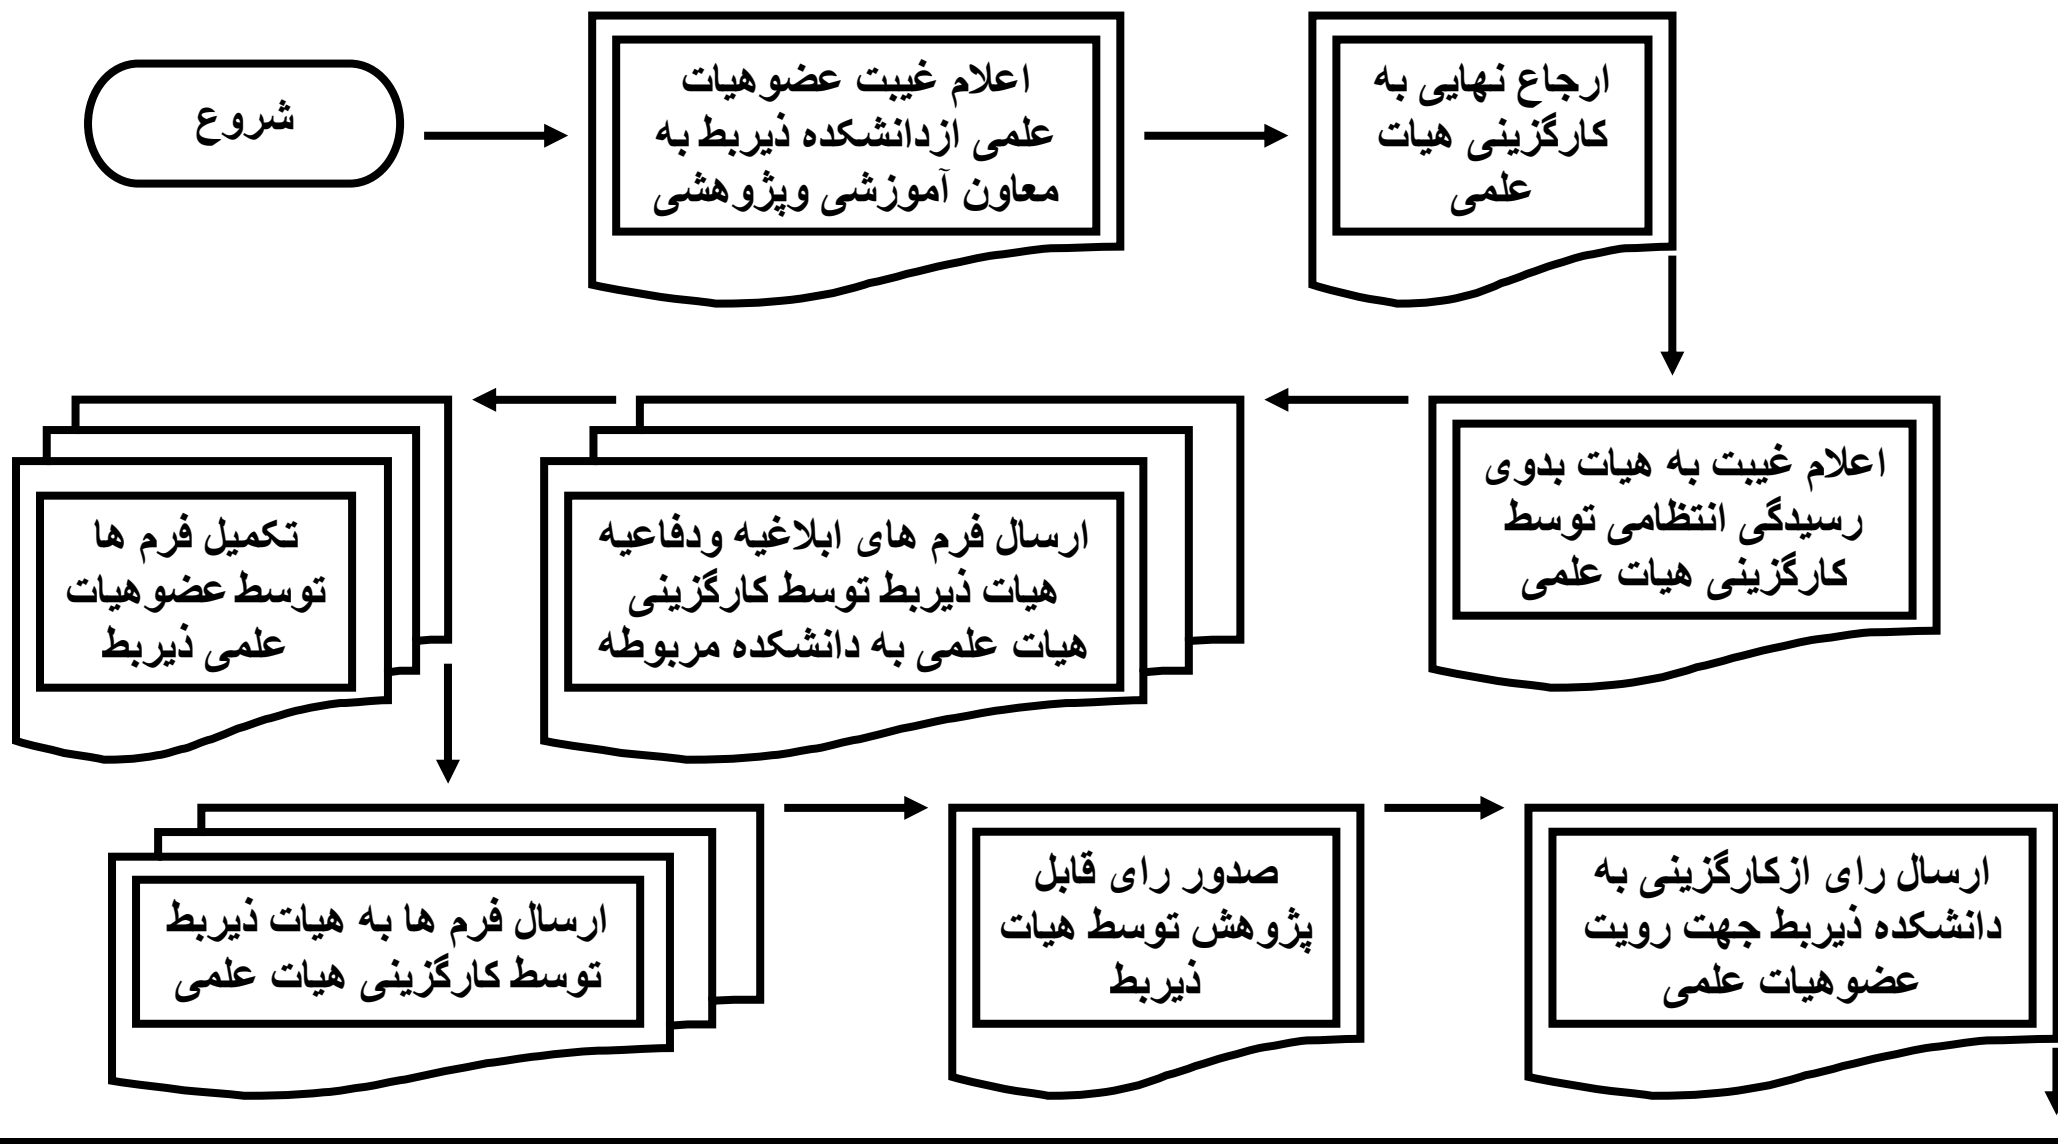 شروع
اعلام غیبت عضوهیات
علمی ازدانشکده ذیربط به
معاون آموزشی وپژوهشی
ارجاع نهایی به
کارگزینی هیات
علمی
اعلام غیبت به هیات بدوی
رسیدگی انتظامی توسط
کارگزینی هیات علمی
ارسال فرم های ابلاغیه ودفاعیه
هیات ذیربط توسط کارگزینی
هیات علمی به دانشکده مربوطه
تکمیل فرم ها
توسط عضوهیات
علمی ذیربط
ارسال فرم ها به هیات ذیربط
توسط کارگزینی هیات علمی
صدور رای قابل
پژوهش توسط هیات
ذیربط
ارسال رای ازکارگزینی به
دانشکده ذیربط جهت رویت
عضوهیات علمی